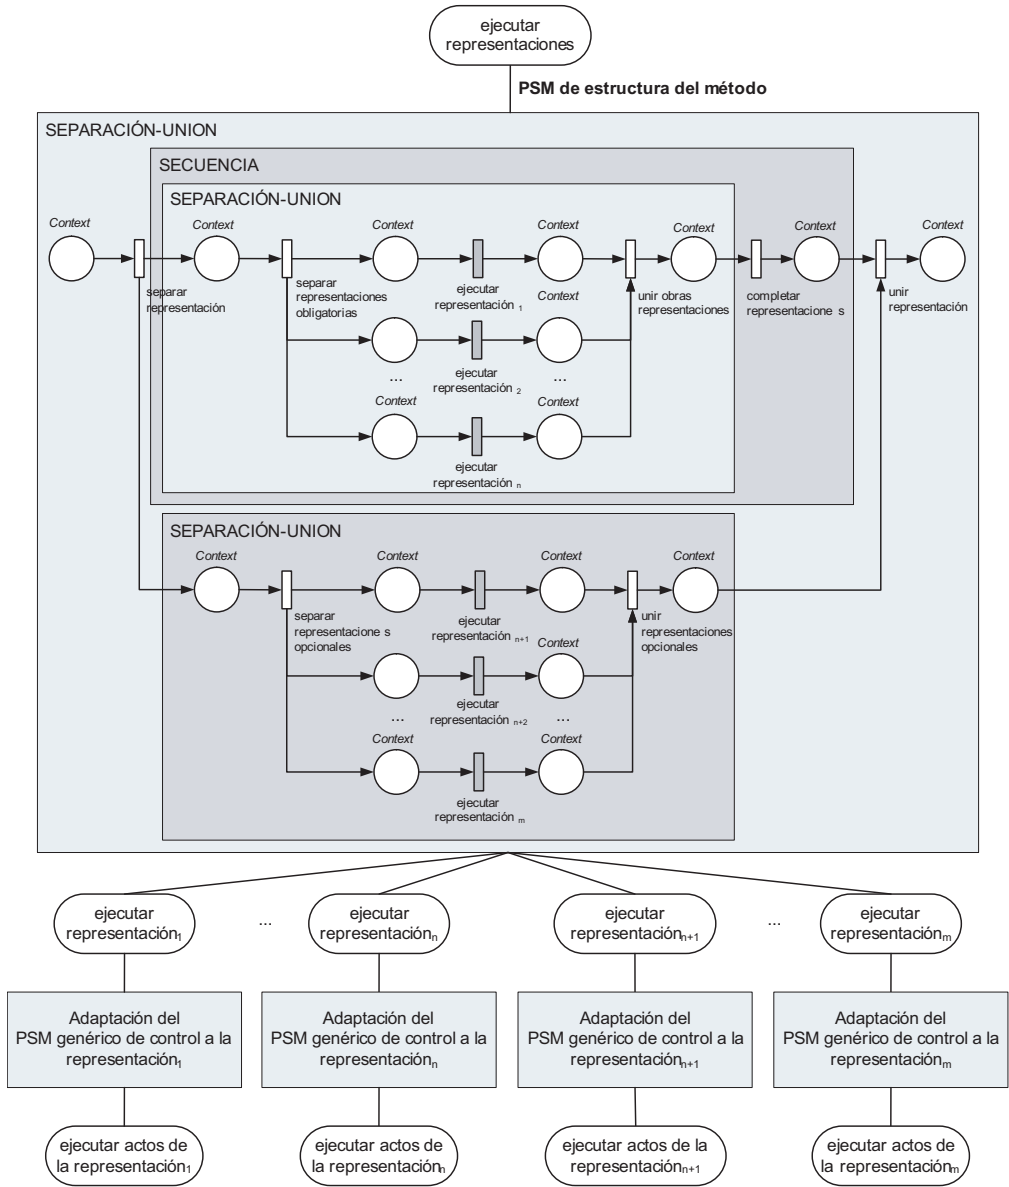 ejecutar
representaciones
PSM de estructura del método
SEPARACIÓN-UNION
SECUENCIA
SEPARACIÓN-UNION
Context
Context
Context
Context
Context
Context
Context
separar
representación
separar
representaciones
obligatorias
ejecutar
representación 1
Context
unir obras
representaciones
completar
representacione s
unir
representación
ejecutar
representación 2
...
...
Context
Context
ejecutar
representación n
SEPARACIÓN-UNION
Context
Context
Context
Context
separar
representacione s
opcionales
ejecutar
representación n+1
Context
unir
representaciones
opcionales
ejecutar
representación n+2
...
...
Context
Context
ejecutar
representación m
ejecutar
representación1
...
ejecutar
representaciónn
ejecutar
representaciónn+1
...
ejecutar
representaciónm
Adaptación del
PSM genérico de control a la
representación1
Adaptación del
PSM genérico de control a la
representaciónn
Adaptación del
PSM genérico de control a la
representaciónn+1
Adaptación del
PSM genérico de control a la
representaciónm
ejecutar actos de
la representación1
ejecutar actos de
la representaciónn
ejecutar actos de la
representaciónn+1
ejecutar actos de
la representaciónm